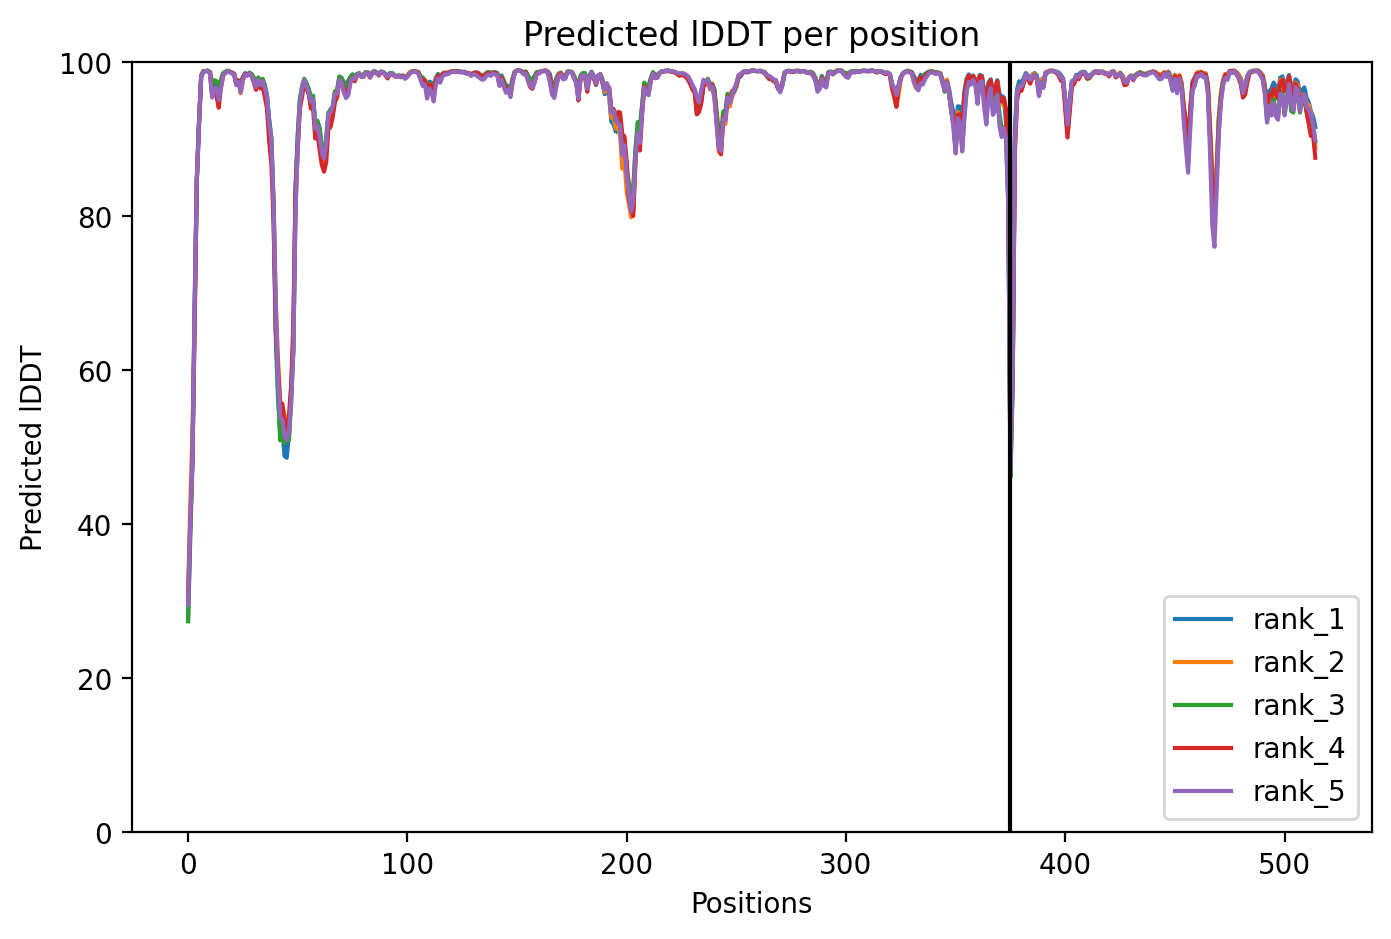 Predicted lDDT per position
Predicted lDDT
100
80
60
40
20
0
0 100 200 300 400 500
Positions
rank_1
rank_2
rank_3
rank_4
rank_5